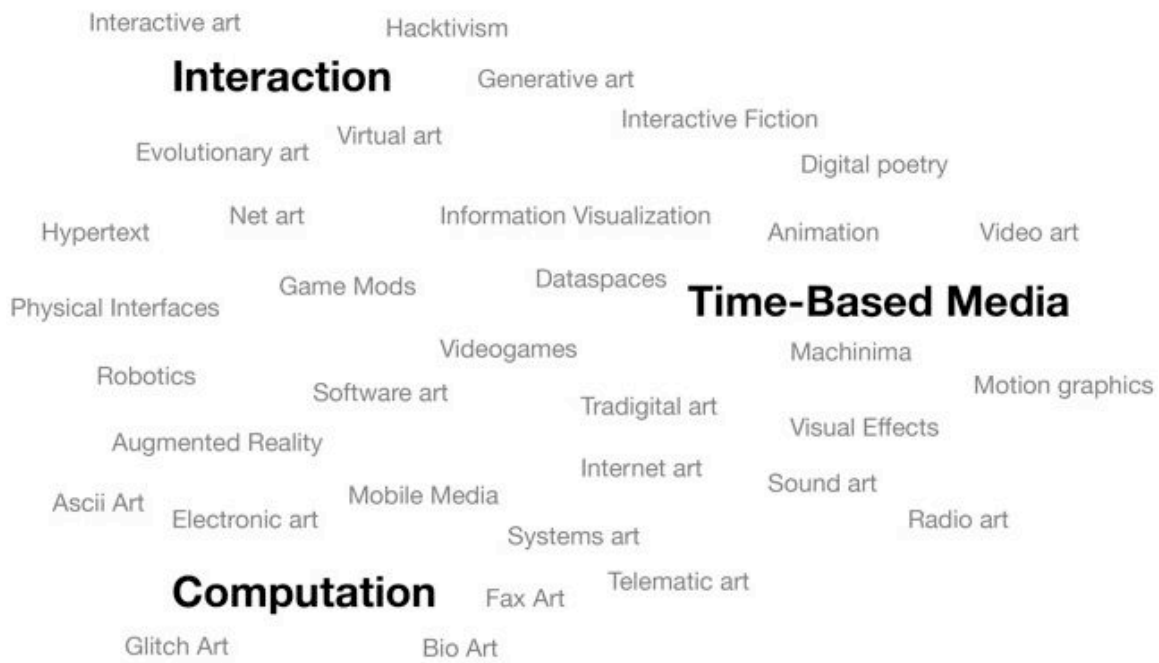 Interactive art
Hacktivism
Interaction
Generative art
Interactive Fiction
Virtual art
Evolutionary art
Digital poetry
Net art
Information Visualization
Hypertext
Animation
Video art
Game Mods
Dataspaces
Physical Interfaces
Time-Based Media
Videogames
Machinima
Robotics
Motion graphics
Software art
Tradigital art
Visual Effects
Augmented Reality
Internet art
Sound art
Ascii Art
Mobile Media
Electronic art
Radio art
Systems art
Telematic art
Computation
Fax Art
Glitch Art
Bio Art